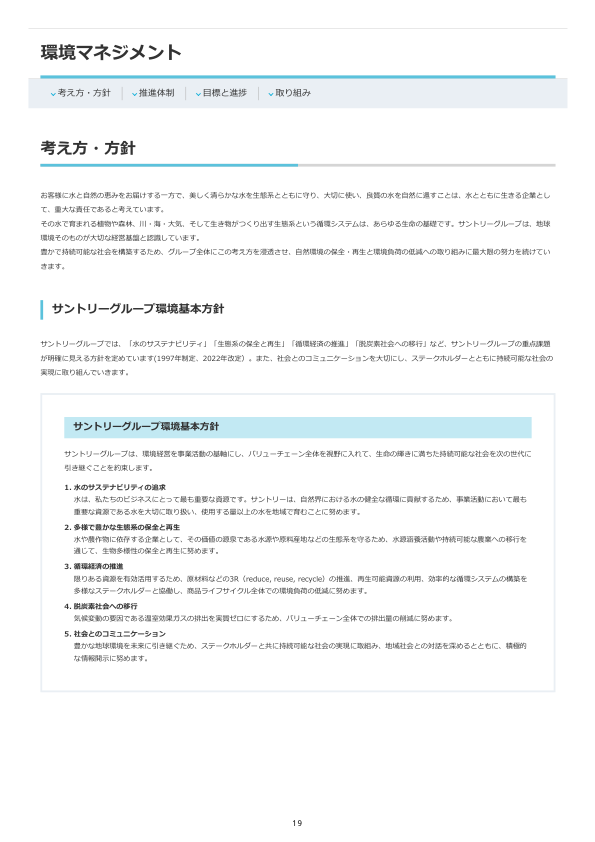 環境マネジメント
考え方・方針
推進体制
目標と進捗
取り組み
考え方・方針
お客様に水と自然の恵みをお届けする一方で、美しく清らかな水を生態系とともに守り、大切に使い、良質の水を自然に還すことは、水とともに生きる企業とし
て、重大な責任であると考えています。
その水で育まれる植物や森林、川・海・大気、そして生き物がつくり出す生態系という循環システムは、あらゆる生命の基礎です。サントリーグループは、地球
環境そのものが大切な経営基盤と認識しています。
豊かで持続可能な社会を構築するため、グループ全体にこの考え方を浸透させ、自然環境の保全・再生と環境負荷の低減への取り組みに最大限の努力を続けてい
きます。
サントリーグループ環境基本方針
サントリーグループでは、「水のサステナビリティ」「生態系の保全と再生」「循環経済の推進」「脱炭素社会への移行」など、サントリーグループの重点課題
が明確に見える方針を定めています(1997年制定、2022年改定）。また、社会とのコミュニケーションを大切にし、ステークホルダーとともに持続可能な社会の
実現に取り組んでいきます。
サントリーグループ環境基本方針
サントリーグループは、環境経営を事業活動の基軸にし、バリューチェーン全体を視野に入れて、生命の輝きに満ちた持続可能な社会を次の世代に
引き継ぐことを約束します。
1. 水のサステナビリティの追求
水は、私たちのビジネスにとって最も重要な資源です。サントリーは、自然界における水の健全な循環に貢献するため、事業活動において最も
重要な資源である水を大切に取り扱い、使用する量以上の水を地域で育むことに努めます。
2. 多様で豊かな生態系の保全と再生
水や農作物に依存する企業として、その価値の源泉である水源や原料産地などの生態系を守るため、水源涵養活動や持続可能な農業への移行を
通じて、生物多様性の保全と再生に努めます。
3. 循環経済の推進
限りある資源を有効活用するため、原材料などの3R（reduce, reuse, recycle）の推進、再生可能資源の利用、効率的な循環システムの構築を
多様なステークホルダーと協働し、商品ライフサイクル全体での環境負荷の低減に努めます。
4. 脱炭素社会への移行
気候変動の要因である温室効果ガスの排出を実質ゼロにするため、バリューチェーン全体での排出量の削減に努めます。
5. 社会とのコミュニケーション
豊かな地球環境を未来に引き継ぐため、ステークホルダーと共に持続可能な社会の実現に取組み、地域社会との対話を深めるとともに、積極的
な情報開示に努めます。
19